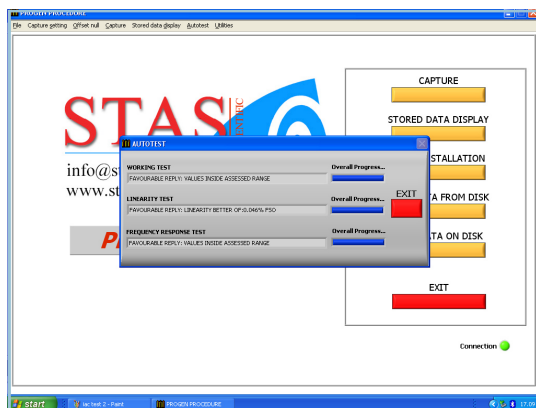 PROGEN PROCEDURE
File Capture setting Offset null Capture Stored data display Autotest Utilities
STAS
CAPTURE
STORED DATA DISPLAY
AUTOTEST
WORKING TEST
Overall Progress...
FAVOURABLE REPLY: VALUES INSIDE ASSESSED RANGE
LINEARITY TEST
Overall Progress...
FAVOURABLE REPLY: LINEARITY BETTER OF:0.046% FSO
FREQUENCY RESPONSE TEST
Overall Progress...
FAVOURABLE REPLY: VALUES INSIDE ASSESSED RANGE
EXIT
info@s
www.st
P
STALLATION
A FROM DISK
TA ON DISK
EXIT
Connection
start
iac test 2 - Paint
PROGEN PROCEDURE
17.09